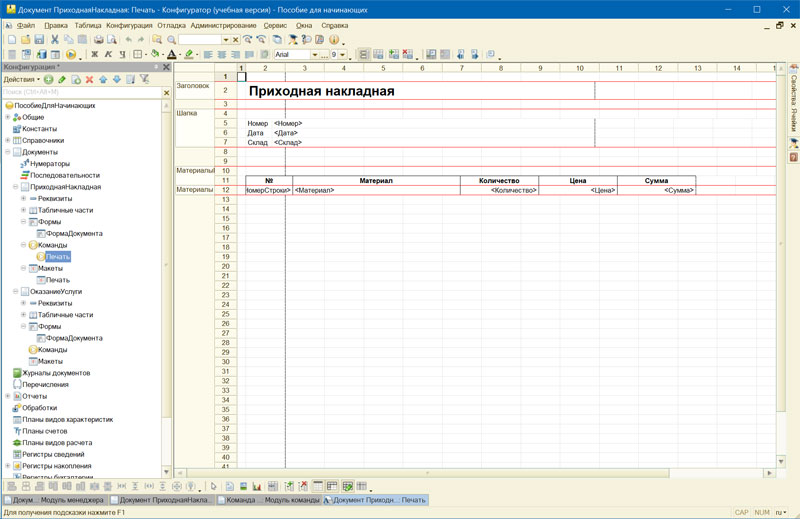 Документ ПриходнаяНакладная: Печать - Конфигуратор (учебная версия) - Пособие для начинающих
Файл Правка Таблица Конфигурация Отладка Администрирование Сервис Окна Справка
Arial 9
Ж К Ч
Конфигурация *
Действия
Поиск (Ctrl+Alt+M)
ПособиеДляНачинающих
Общие
Константы
Справочники
Документы
Нумераторы
Последовательности
ПриходнаяНакладная
Реквизиты
Табличные части
Формы
ФормаДокумента
Команды
Печать
Макеты
Печать
ОказаниеУслуги
Реквизиты
Табличные части
Формы
ФормаДокумента
Команды
Макеты
Журналы документов
Перечисления
Отчеты
Обработки
Планы видов характеристик
Планы счетов
Планы видов расчета
Регистры сведений
Регистры накопления
Регистры бухгалтерии
1 2 3 4 5 6 7 8 9 10 11 12 13
1
Заголовок 2 Приходная накладная
3
Шапка 4
5 Номер <Номер>
6 Дата <Дата>
7 Склад <Склад>
8
9
10
11 № Материал Количество Цена Сумма
Материалы 12 НомерСтроки> <Материал> <Количество> <Цена> <Сумма>
13
14
15
16
17
18
19
20
21
22
23
24
25
26
27
28
29
30
31
32
33
34
35
36
37
38
39
40
41
Свойства: Ячейки
Докум...: Модуль менеджера Документ ПриходнаяНакла... Команда ...: Модуль команды Документ Приходн...: Печать
Для получения подсказки нажмите F1 CAP NUM ru